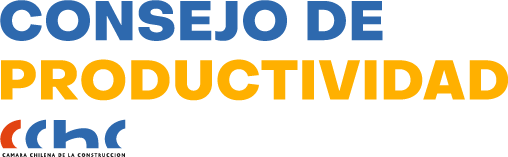 CONSEJO DE
PRODUCTIVIDAD
cchc
CAMARA CHILENA DE LA CONSTRUCCION